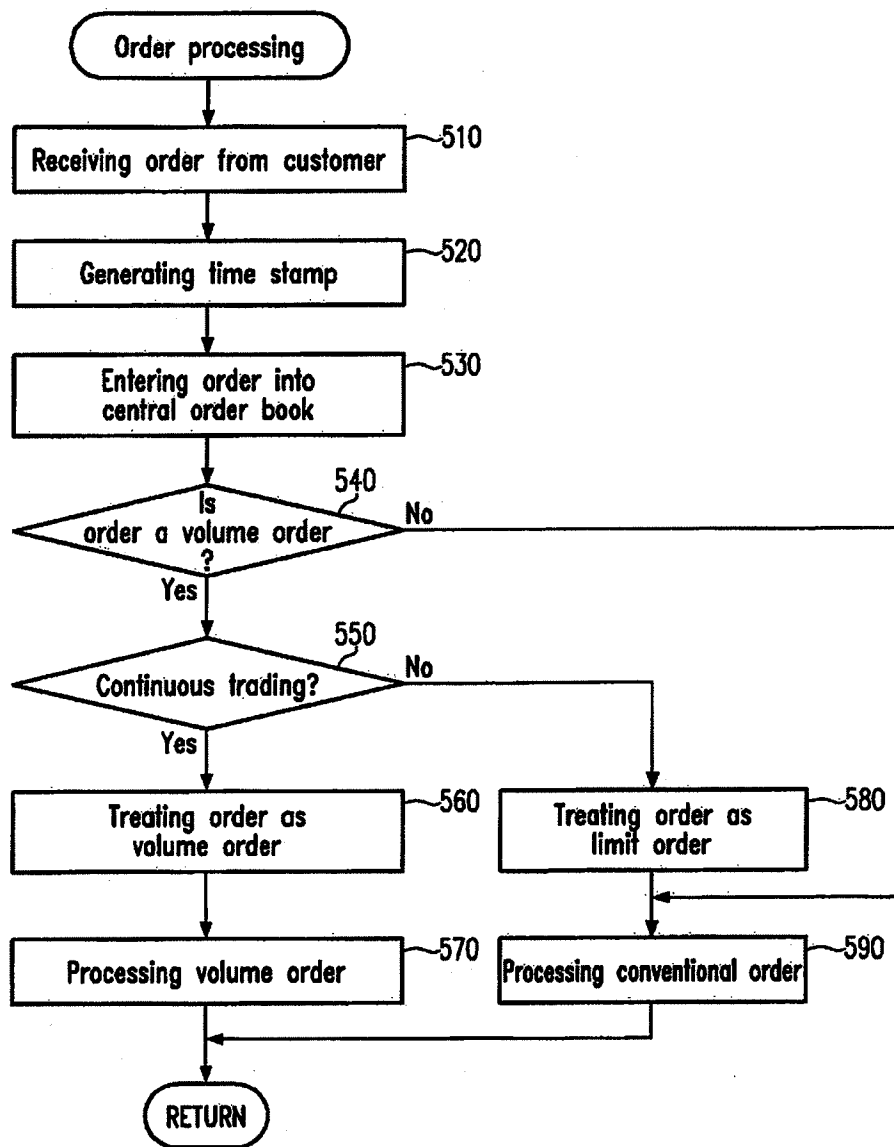 Order processing
510
Receiving order from customer
520
Generating time stamp
530
Entering order into
central order book
540
Is
order a volume order
?
No
Yes
550
Continuous trading?
No
Yes
560
Treating order as
volume order
580
Treating order as
limit order
570
Processing volume order
590
Processing conventional order
RETURN